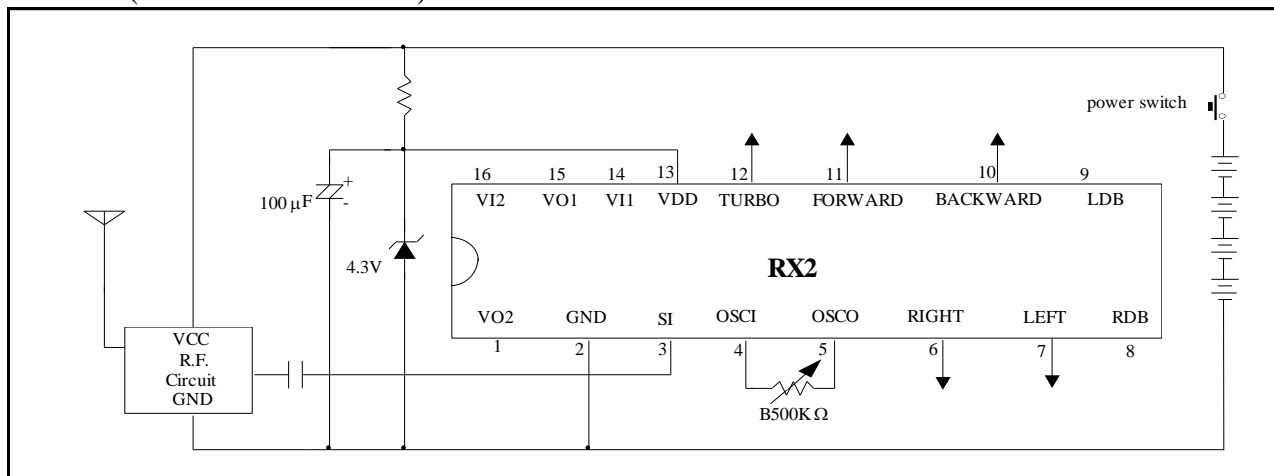 power switch
16 15 14 13 12 11 10 9
VI2 VO1 VI1 VDD TURBO FORWARD BACKWARD LDB
100 µF
+
-
4.3V
RX2
VO2 GND SI OSCI OSCO RIGHT LEFT RDB
1 2 3 4 5 6 7 8
VCC
R.F.
Circuit
GND
B500K Ω